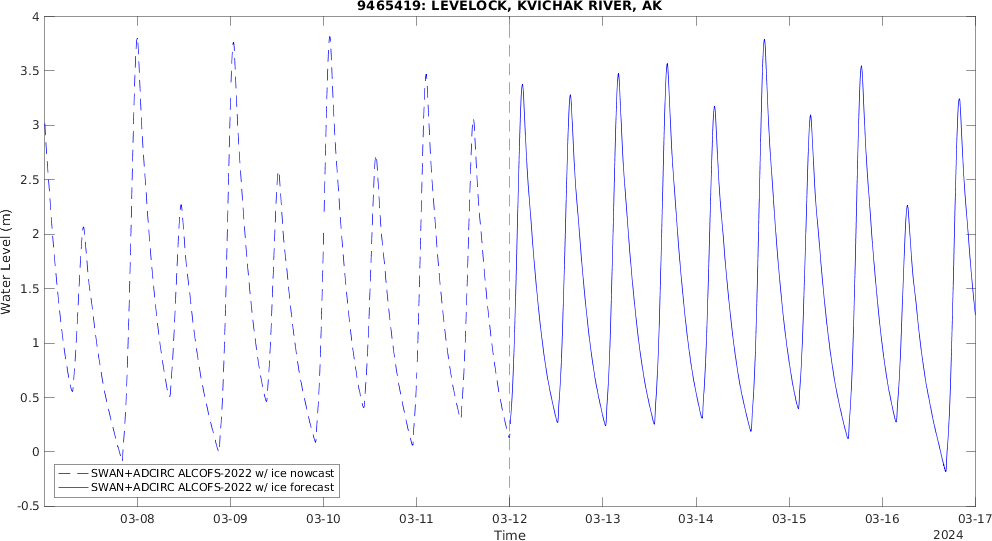 9465419: LEVELOCK, KVICHAK RIVER, AK
4
3.5
3
2.5
2
1.5
1
0.5
0
-0.5
Water Level (m)
SWAN+ADCIRC ALCOFS-2022 w/ ice nowcast
SWAN+ADCIRC ALCOFS-2022 w/ ice forecast
03-08 03-09 03-10 03-11 03-12 03-13 03-14 03-15 03-16 03-17
Time
2024